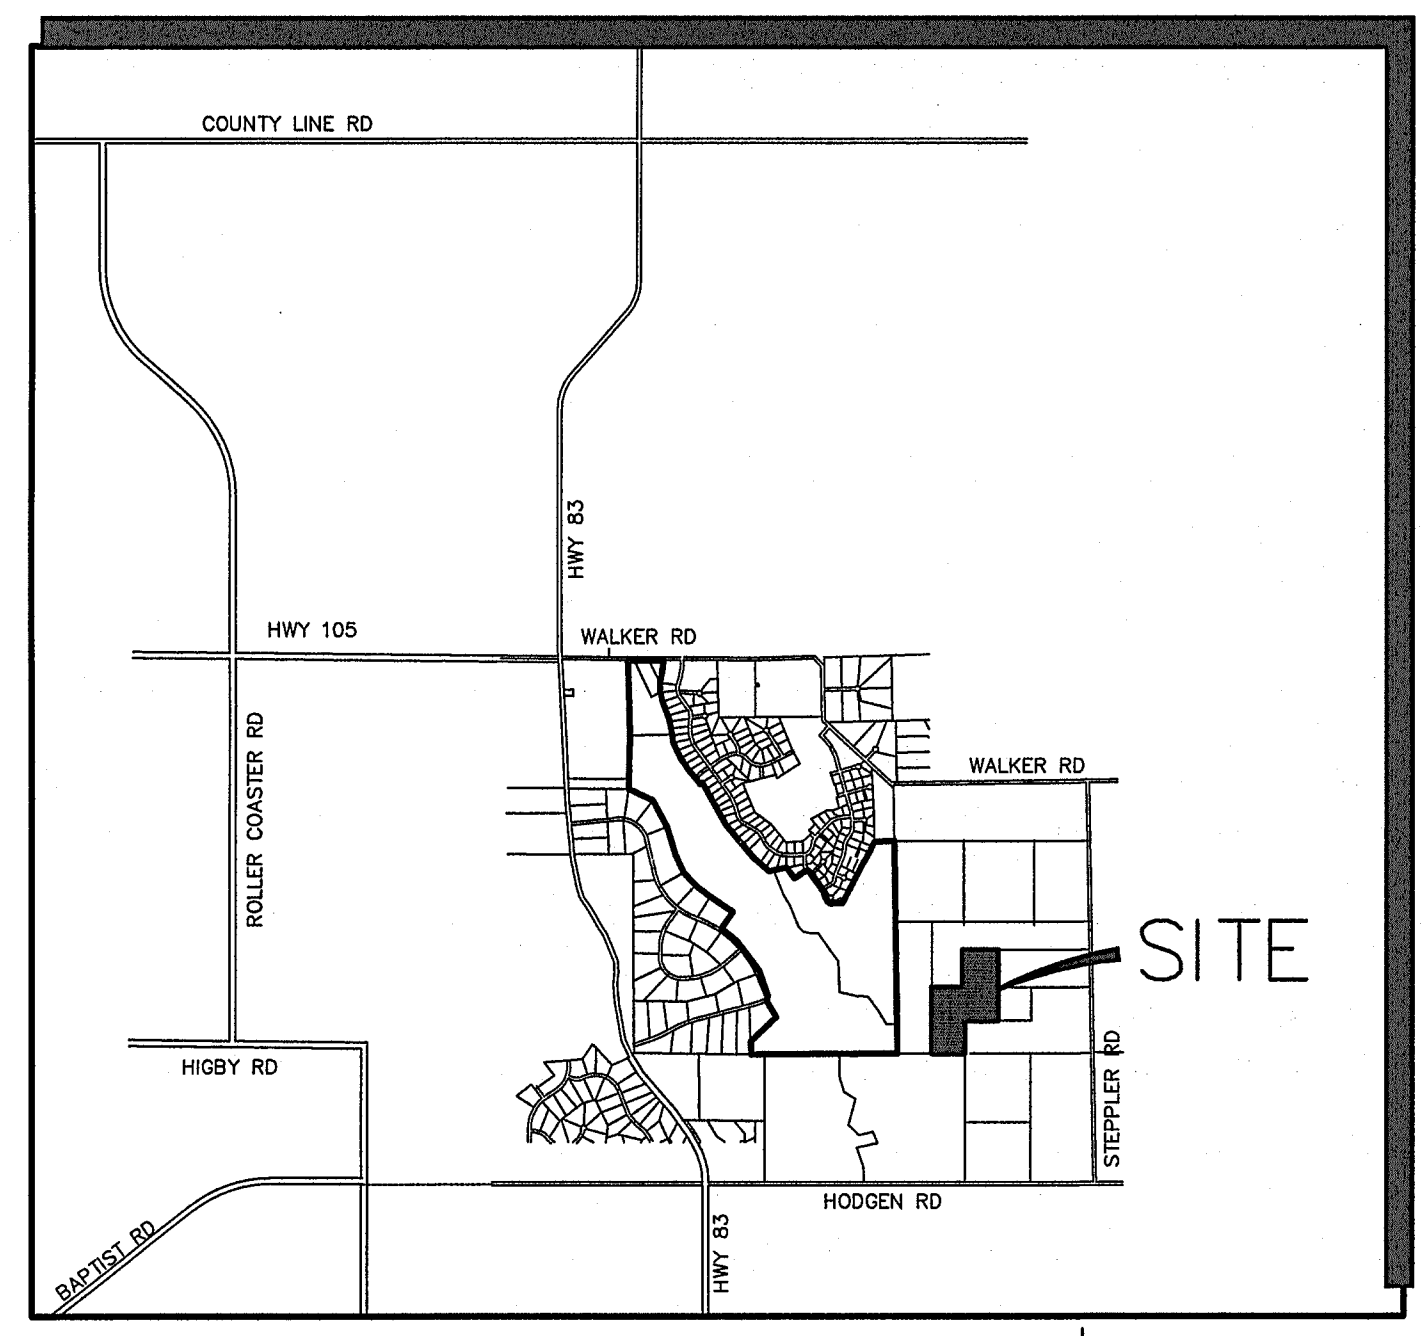 COUNTY LINE RD
HWY 83
HWY 105
WALKER RD
ROLLER COASTER RD
WALKER RD
SITE
HIGBY RD
STEPPLER RD
HODGEN RD
BAPTIST RD
HWY 83